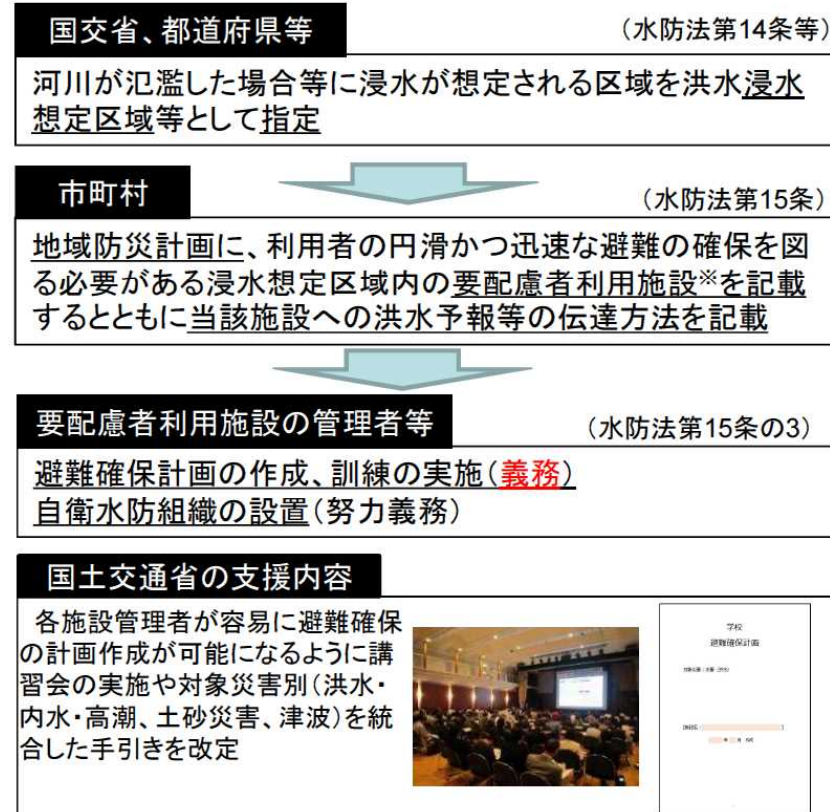 国交省、都道府県等
(水防法第14条等)
河川が氾濫した場合等に浸水が想定される区域を洪水浸水
想定区域等として指定
市町村
(水防法第15条)
地域防災計画に、利用者の円滑かつ迅速な避難の確保を図
る必要がある浸水想定区域内の要配慮者利用施設※を記載
するとともに当該施設への洪水予報等の伝達方法を記載
要配慮者利用施設の管理者等
(水防法第15条の3)
避難確保計画の作成、訓練の実施(義務)
自衛水防組織の設置(努力義務)
国土交通省の支援内容
各施設管理者が容易に避難確保
の計画作成が可能になるように講
習会の実施や対象災害別(洪水・
内水・高潮、土砂災害、津波)を統
合した手引きを改定
学校
避難確保計画